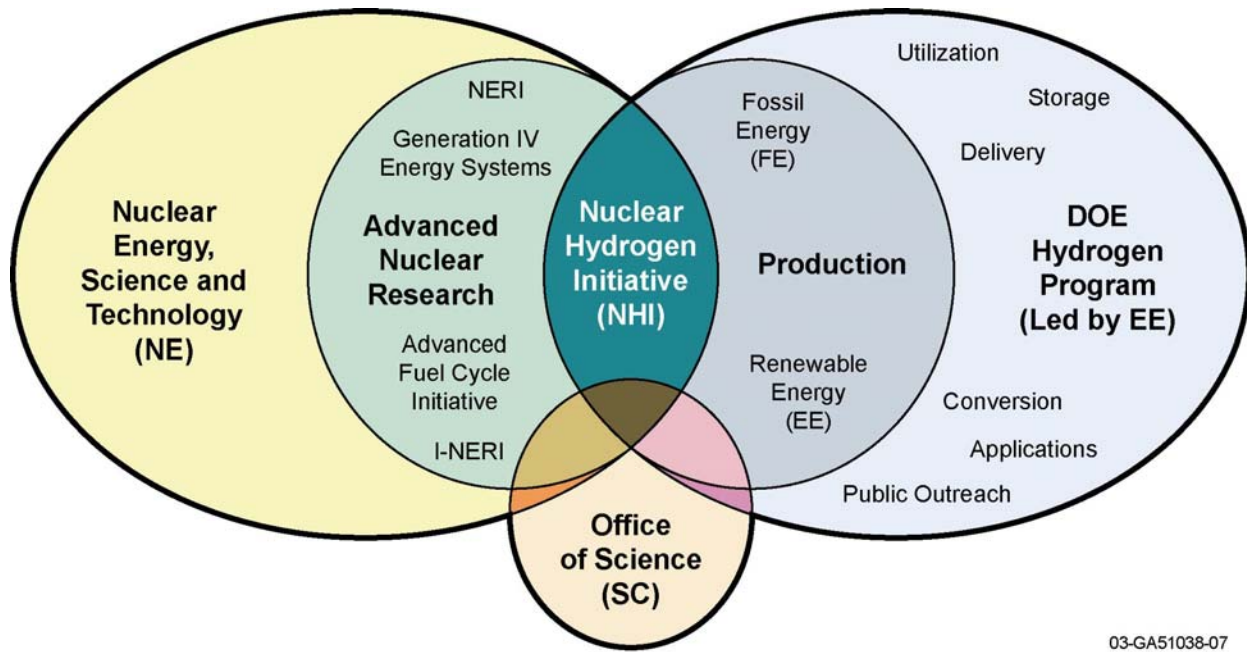 Nuclear
Energy,
Science and
Technology
(NE)
NERI
Generation IV
Energy Systems
Advanced
Nuclear
Research
Advanced
Fuel Cycle
Initiative
I-NERI
Nuclear
Hydrogen
Initiative
(NHI)
Fossil
Energy
(FE)
Production
Renewable
Energy
(EE)
Utilization
Storage
Delivery
DOE
Hydrogen
Program
(Led by EE)
Conversion
Applications
Public Outreach
Office
of Science
(SC)
03-GA51038-07